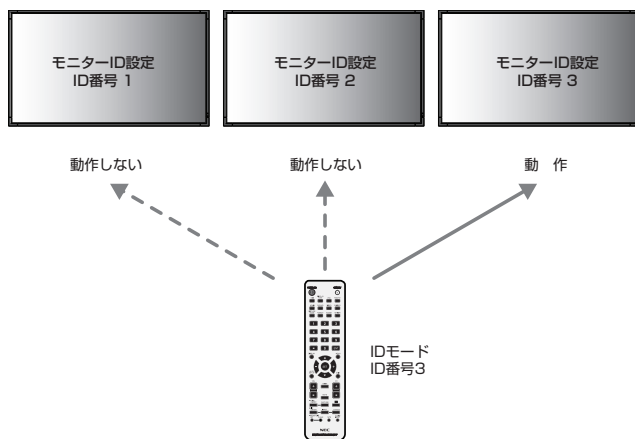 モニターID設定
ID番号 1
モニターID設定
ID番号 2
モニターID設定
ID番号 3
動作しない
動作しない
動 作
IDモード
ID番号3
NEC